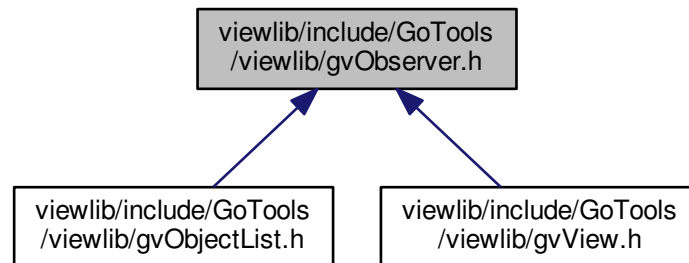 viewlib/include/GoTools
/viewlib/gvObserver.h
viewlib/include/GoTools
/viewlib/gvObjectList.h
viewlib/include/GoTools
/viewlib/gvView.h